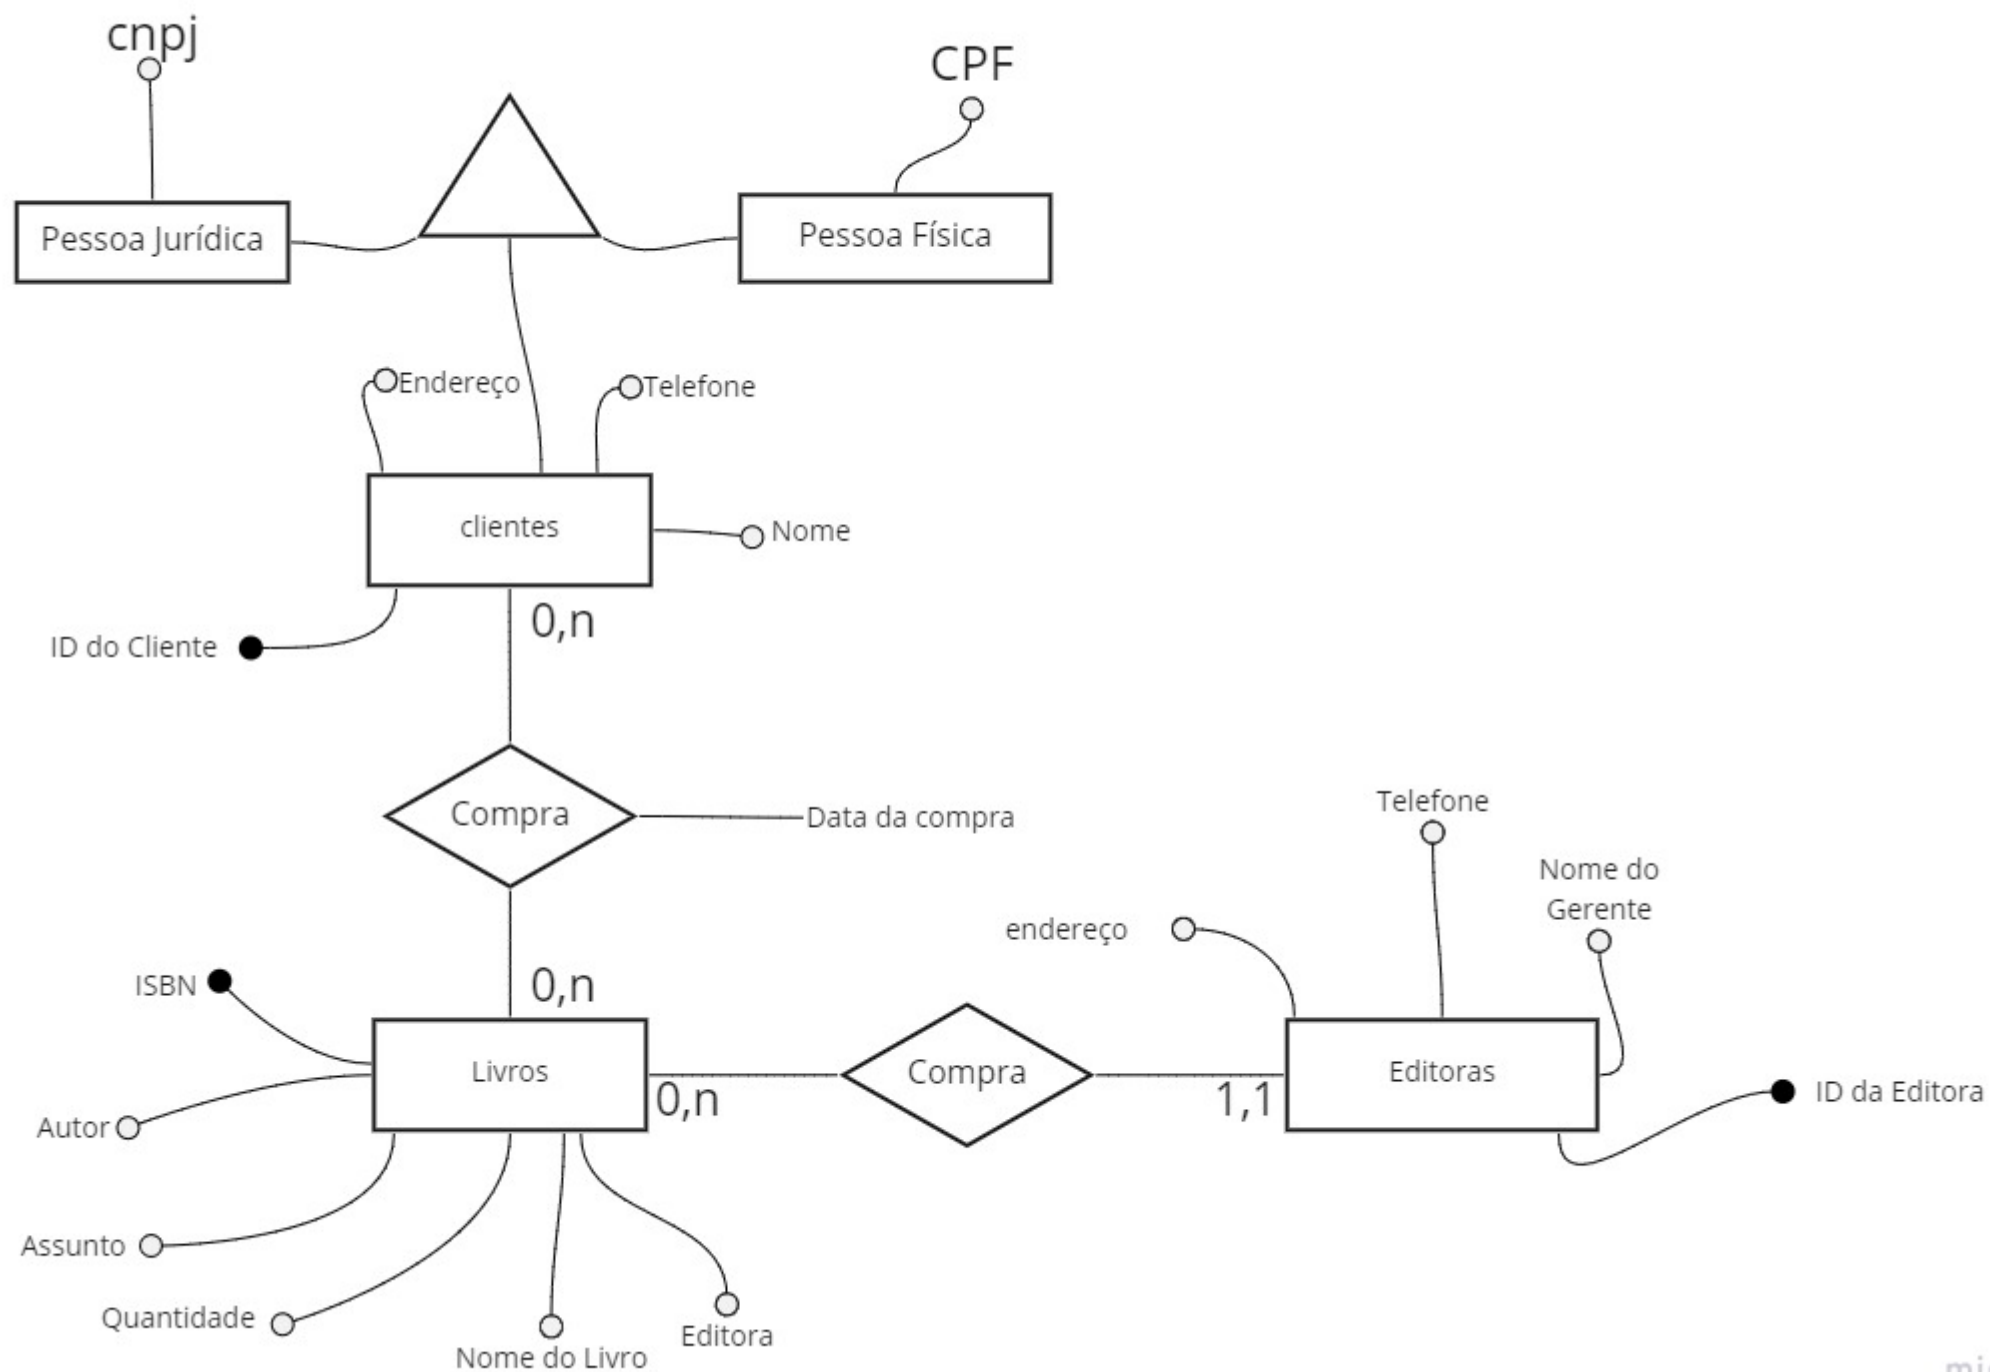 cnpj
CPF
Pessoa Jurídica
Pessoa Física
Endereço
Telefone
clientes
Nome
0,n
ID do Cliente
Compra
Data da compra
Telefone
Nome do
Gerente
endereço
ISBN
0,n
Livros
Compra
Editoras
0,n
1,1
ID da Editora
Autor
Assunto
Quantidade
Editora
Nome do Livro